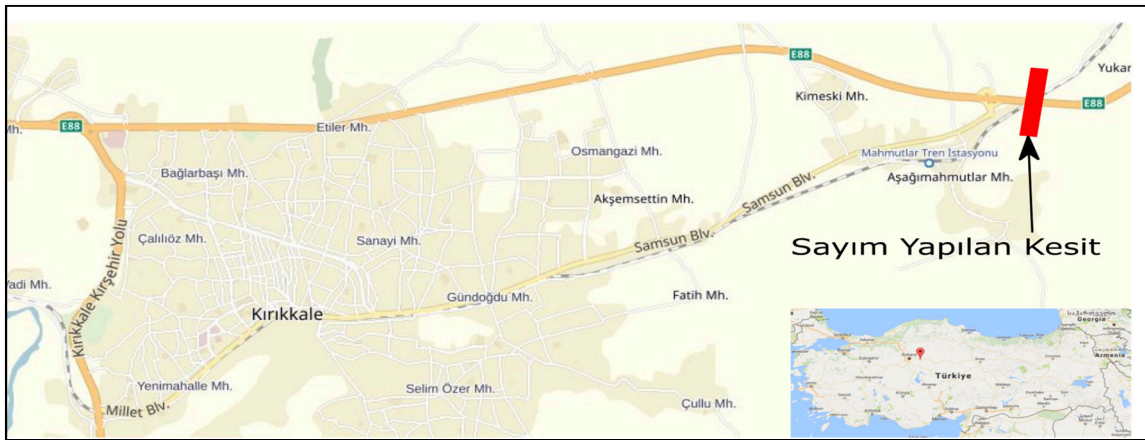 E88
Yukar
Kimeski Mh.
E88
E88
Etiler Mh.
Mh.
Osmangazi Mh.
Mahmutlar Tren İstasyonu
Bağlarbaşı Mh.
Aşağımahmutlar Mh.
Akşemsettin Mh.
Samsun Blv.
Kırıkkale Kırşehir Yolu
Çalılıöz Mh.
Sanayi Mh.
Samsun Blv.
Sayım Yapılan Kesit
Vadi Mh.
Gündoğdu Mh.
Fatih Mh.
Kırıkkale
Georgia
Armenia
Ankara
Türkiye
Yenimahalle Mh.
Selim Özer Mh.
Millet Blv.
Çullu Mh.